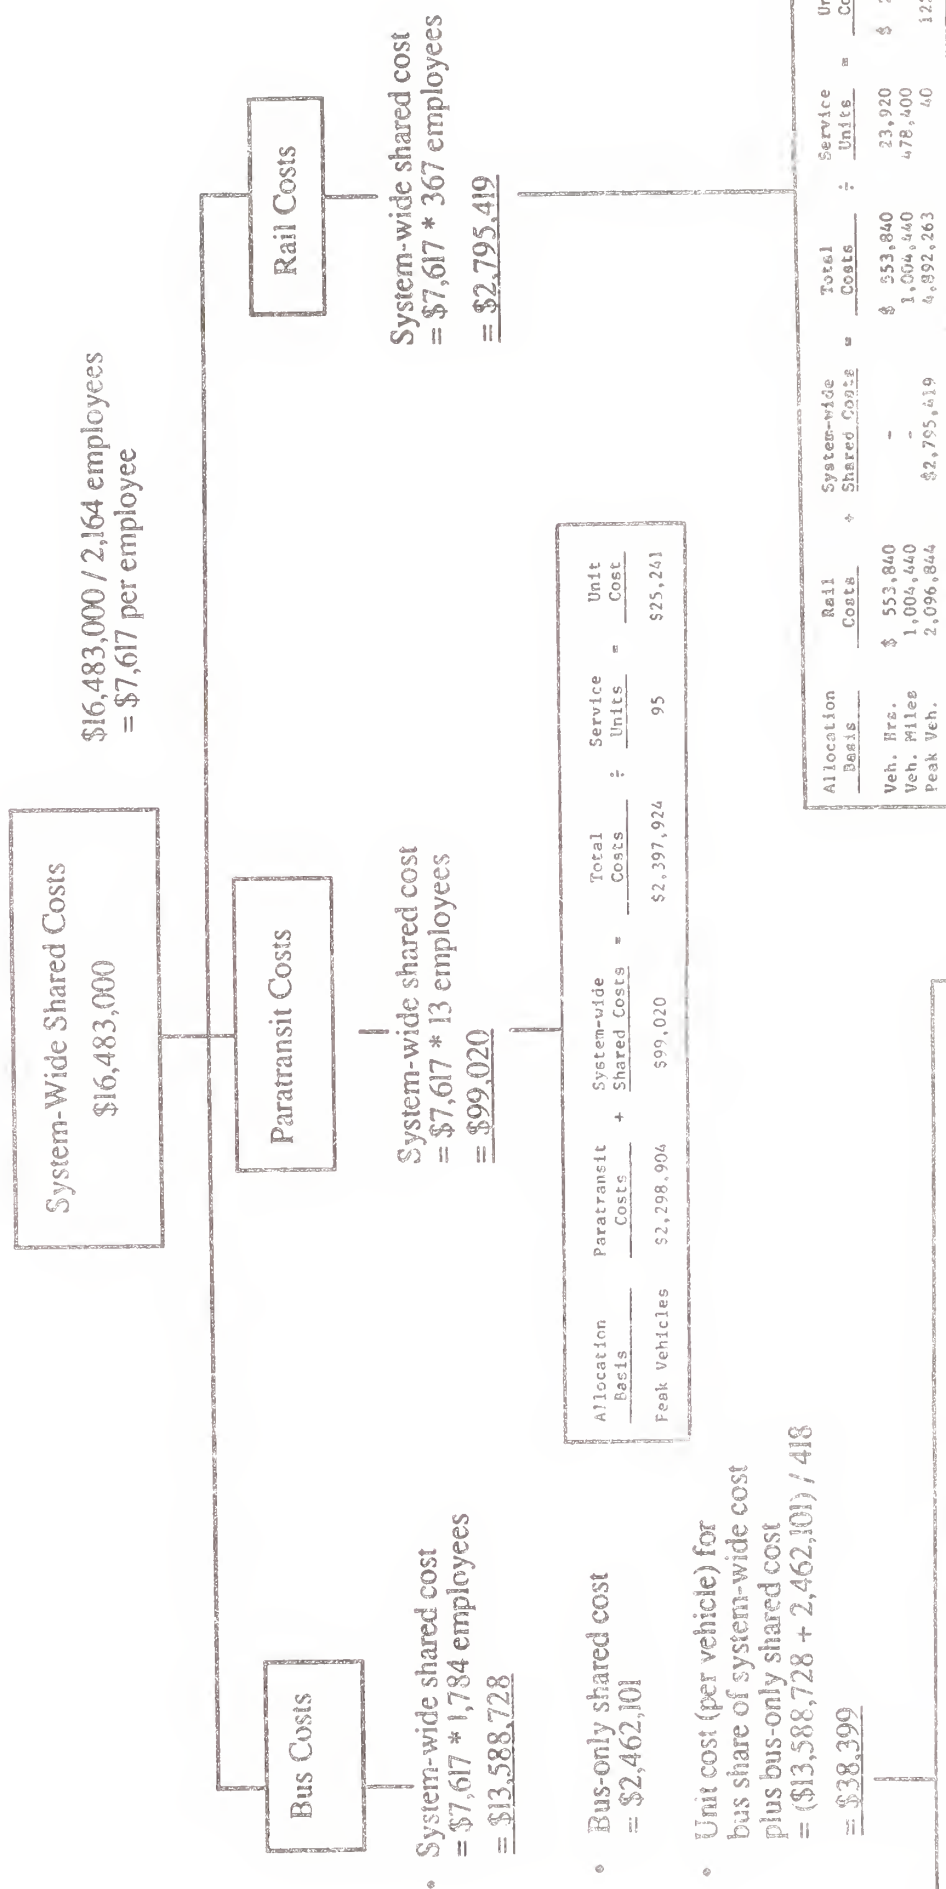 System-Wide Shared Costs
$16,483,000
$16,483,000 / 2,164 employees
= $7,617 per employee
Bus Costs
• System-wide shared cost
= $7,617 * 1,784 employees
= $13,588,728
• Bus-only shared cost
= $2,462,101
• Unit cost (per vehicle) for
bus share of system-wide cost
plus bus-only shared cost
= ($13,588,728 + 2,462,101) / 418
= $38,399
Paratransit Costs
System-wide shared cost
= $7,617 * 13 employees
= $99,020
Allocation Paratransit System-wide Total Service Unit
Basis Costs + Shared Costs = Costs ÷ Units = Cost
Peak Vehicles $2,298,904 $99,020 $2,397,924 95 $25,241
Rail Costs
System-wide shared cost
= $7,617 * 367 employees
= $2,795,419
Allocation Rail System-wide Total Service
Basis Costs + Shared Costs = Costs ÷ Units =
Veh. Hrs. $ 553,840 - $ 553,840 23,920 $
Veh. Miles 1,004,440 - 1,004,440 478,400
Peak Veh. 2,096,844 $2,795,419 4,892,263 40